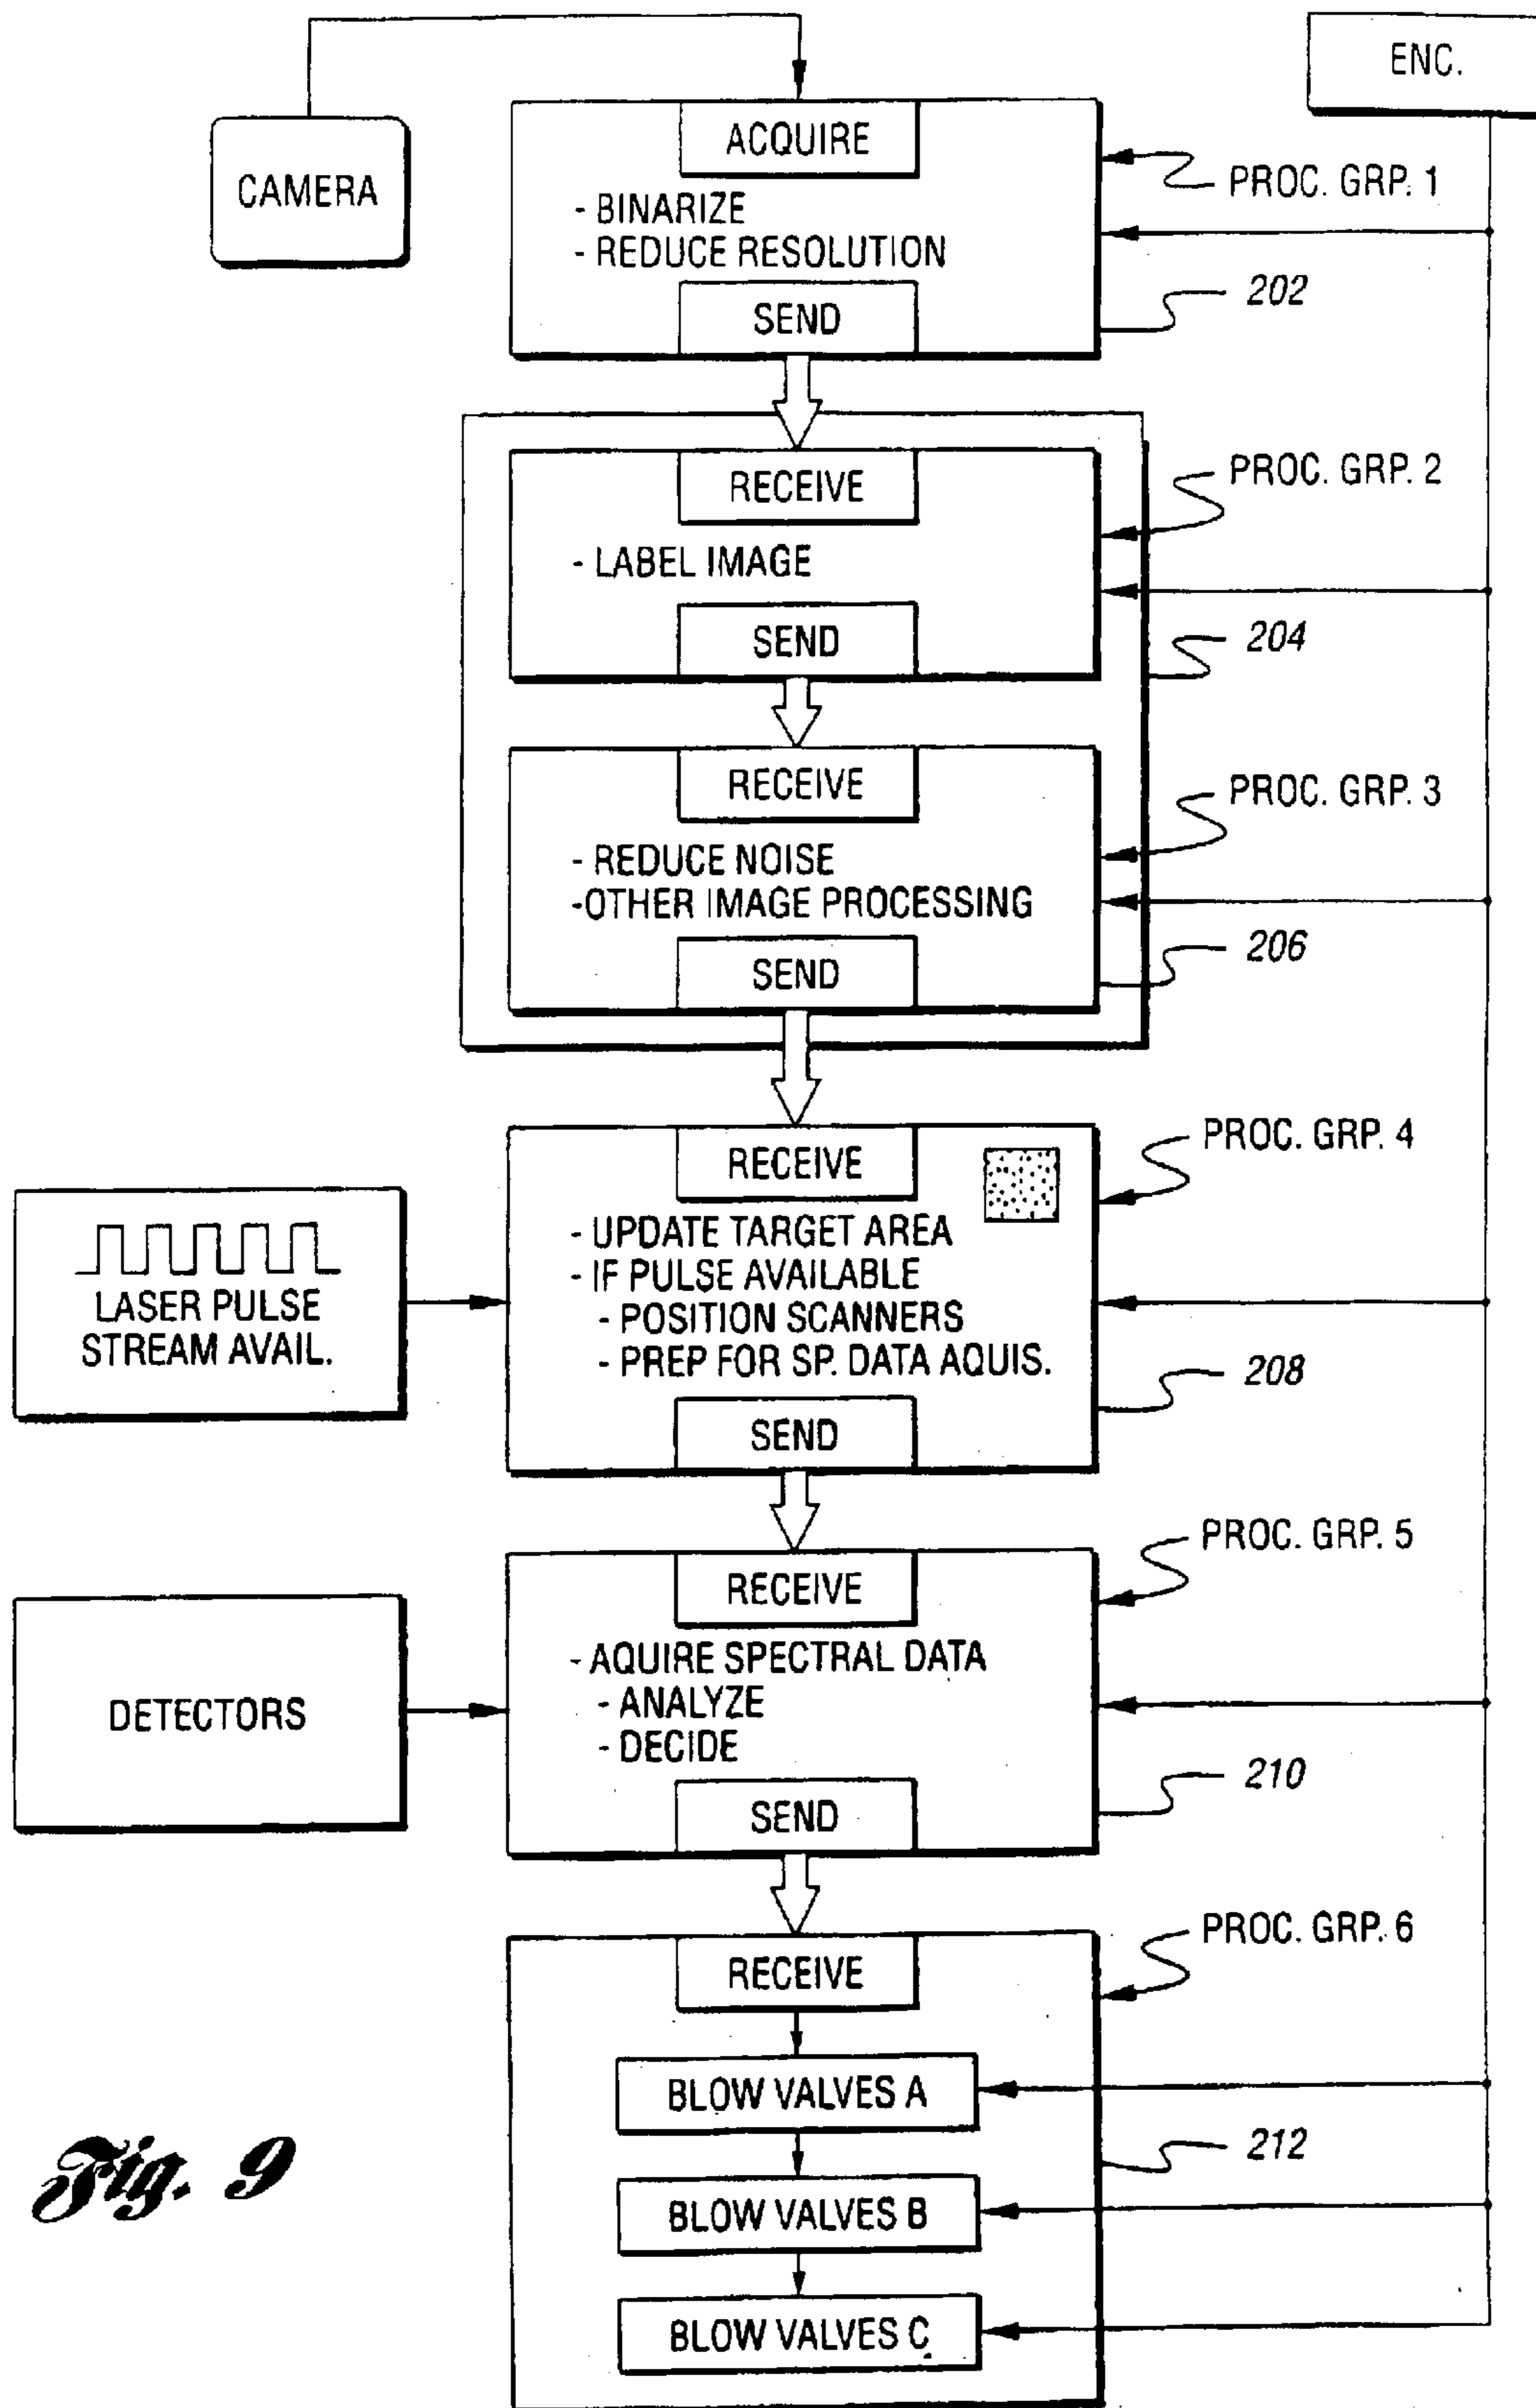 ENC.
CAMERA
ACQUIRE
- BINARIZE
- REDUCE RESOLUTION
SEND
PROC. GRP. 1
202
RECEIVE
- LABEL IMAGE
SEND
PROC. GRP. 2
204
RECEIVE
- REDUCE NOISE
-OTHER IMAGE PROCESSING
SEND
PROC. GRP. 3
206
LASER PULSE
STREAM AVAIL.
RECEIVE
- UPDATE TARGET AREA
- IF PULSE AVAILABLE
- POSITION SCANNERS
- PREP FOR SP. DATA AQUIS.
SEND
PROC. GRP. 4
208
DETECTORS
RECEIVE
- AQUIRE SPECTRAL DATA
- ANALYZE
- DECIDE
SEND
PROC. GRP. 5
210
RECEIVE
BLOW VALVES A
BLOW VALVES B
BLOW VALVES C
PROC. GRP. 6
212
Fig. 9